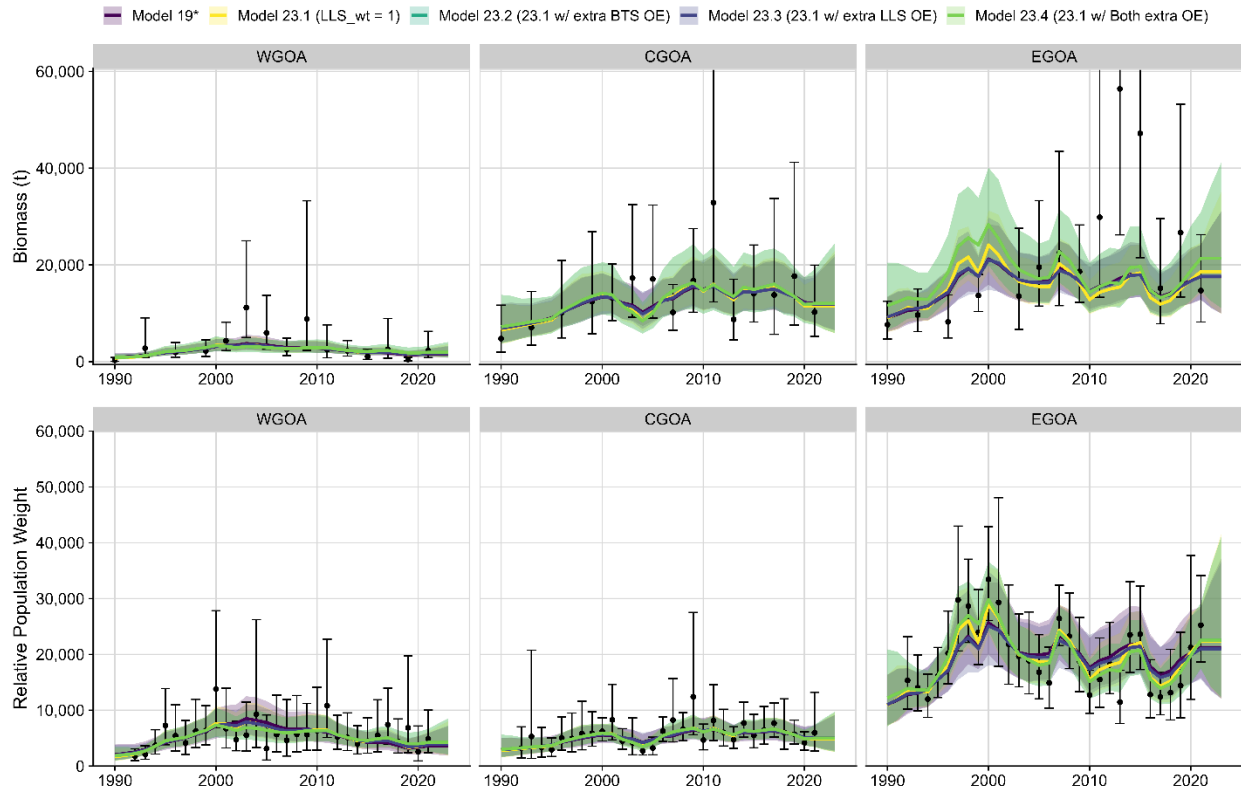 Model 19* Model 23.1 (LLS_wt = 1) Model 23.2 (23.1 w/ extra BTS OE) Model 23.3 (23.1 w/ extra LLS OE) Model 23.4 (23.1 w/ Both extra OE)
WGOA CGOA EGOA
Biomass (t)
60,000
40,000
20,000
0
1990 2000 2010 2020 1990 2000 2010 2020 1990 2000 2010 2020
WGOA CGOA EGOA
Relative Population Weight
60,000
50,000
40,000
30,000
20,000
10,000
0
1990 2000 2010 2020 1990 2000 2010 2020 1990 2000 2010 2020